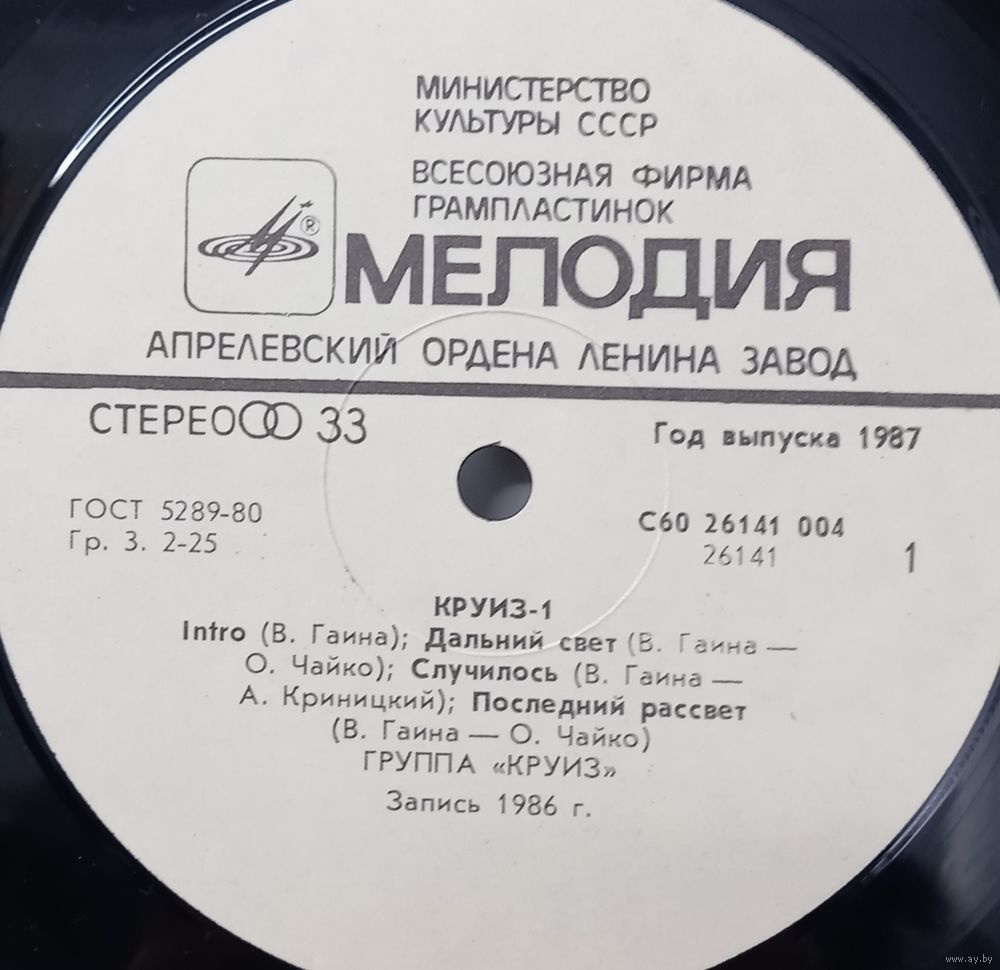 МИНИСТЕРСТВО
КУЛЬТУРЫ СССР
ВСЕСОЮЗНАЯ ФИРМА
ГРАМПЛАСТИНОК
®
МЕЛОДИЯ
АПРЕЛЕВСКИЙ ОРДЕНА ЛЕНИНА ЗАВОД
СТЕРЕО 33
Год выпуска 1987
ГОСТ 5289-80
Гр. 3. 2-25
С60 26141 004
26141
1
КРУИЗ-1
Intro (В. Гаина); Дальний свет (В. Гаина —
О. Чайко); Случилось (В. Гаина —
А. Криницкий); Последний рассвет
(В. Гаина — О. Чайко)
ГРУППА «КРУИЗ»
Запись 1986 г.
www.ay.by